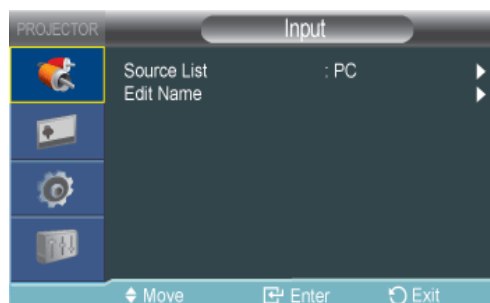 PROJECTOR
Input
Source List : PC
Edit Name
Move Enter Exit